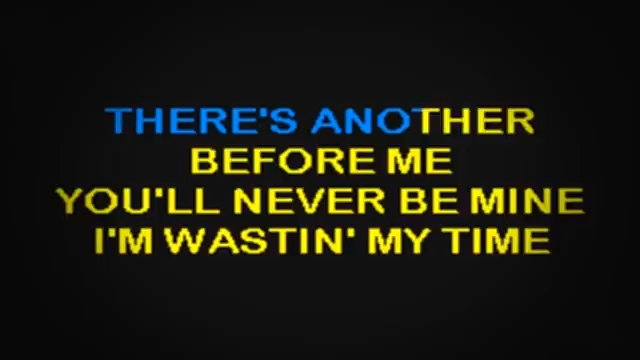 THERE'S ANOTHER
BEFORE ME
YOU'LL NEVER BE MINE
I'M WASTIN' MY TIME